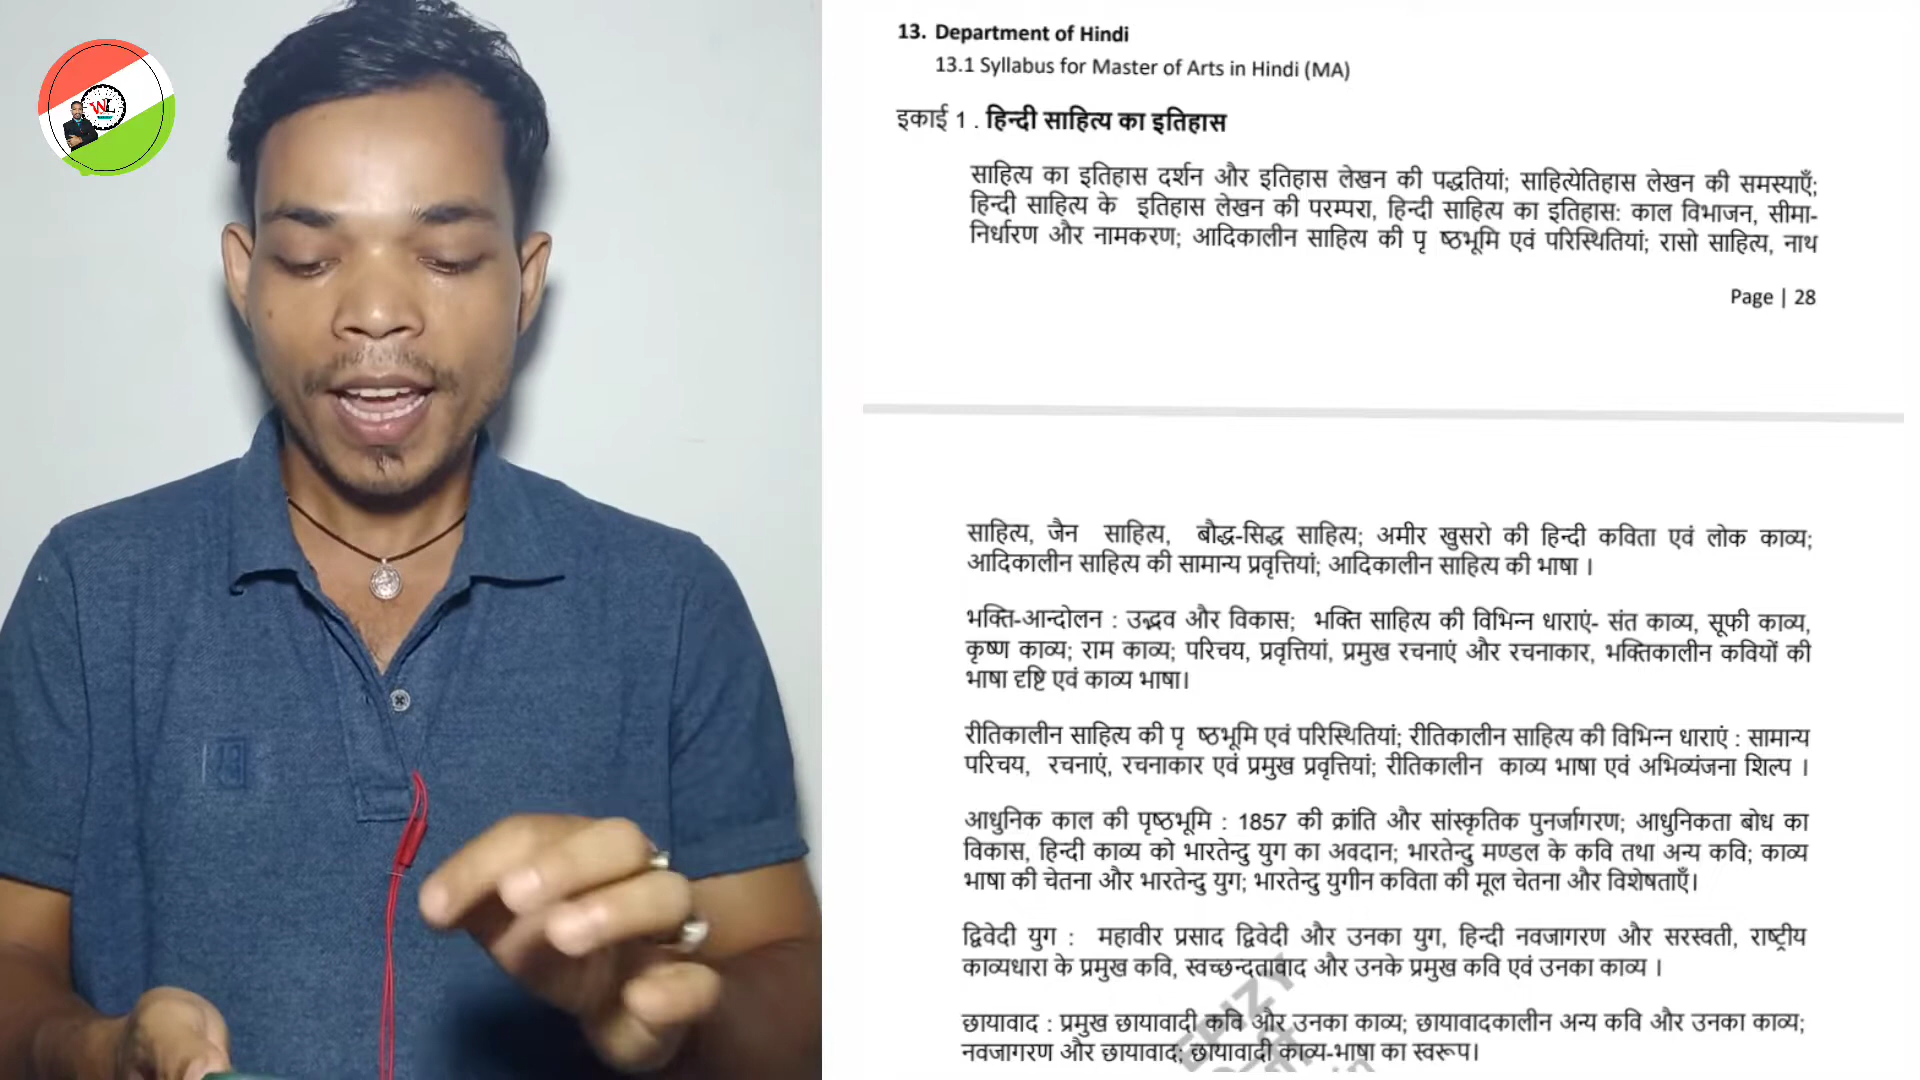 WL
13. Department of Hindi
13.1 Syllabus for Master of Arts in Hindi (MA)
इकाई 1 . हिन्दी साहित्य का इतिहास
साहित्य का इतिहास दर्शन और इतिहास लेखन की पद्धतियां; साहित्येतिहास लेखन की समस्याएँ;
हिन्दी साहित्य के इतिहास लेखन की परम्परा, हिन्दी साहित्य का इतिहास: काल विभाजन, सीमा-
निर्धारण और नामकरण; आदिकालीन साहित्य की पृ ष्ठभूमि एवं परिस्थितियां; रासो साहित्य, नाथ
Page | 28
साहित्य, जैन साहित्य, बौद्ध-सिद्ध साहित्य; अमीर खुसरो की हिन्दी कविता एवं लोक काव्य;
आदिकालीन साहित्य की सामान्य प्रवृत्तियां; आदिकालीन साहित्य की भाषा ।
भक्ति-आन्दोलन : उद्भव और विकास; भक्ति साहित्य की विभिन्न धाराएं- संत काव्य, सूफी काव्य,
कृष्ण काव्य; राम काव्य; परिचय, प्रवृत्तियां, प्रमुख रचनाएं और रचनाकार, भक्तिकालीन कवियों की
भाषा दृष्टि एवं काव्य भाषा।
रीतिकालीन साहित्य की पृ ष्ठभूमि एवं परिस्थितियां; रीतिकालीन साहित्य की विभिन्न धाराएं : सामान्य
परिचय, रचनाएं, रचनाकार एवं प्रमुख प्रवृत्तियां; रीतिकालीन काव्य भाषा एवं अभिव्यंजना शिल्प ।
आधुनिक काल की पृष्ठभूमि : 1857 की क्रांति और सांस्कृतिक पुनर्जागरण; आधुनिकता बोध का
विकास, हिन्दी काव्य को भारतेन्दु युग का अवदान; भारतेन्दु मण्डल के कवि तथा अन्य कवि; काव्य
भाषा की चेतना और भारतेन्दु युग; भारतेन्दु युगीन कविता की मूल चेतना और विशेषताएँ।
द्विवेदी युग : महावीर प्रसाद द्विवेदी और उनका युग, हिन्दी नवजागरण और सरस्वती, राष्ट्रीय
काव्यधारा के प्रमुख कवि, स्वच्छन्दतावाद और उनके प्रमुख कवि एवं उनका काव्य ।
छायावाद : प्रमुख छायावादी कवि और उनका काव्य; छायावादकालीन अन्य कवि और उनका काव्य;
नवजागरण और छायावाद; छायावादी काव्य-भाषा का स्वरूप।